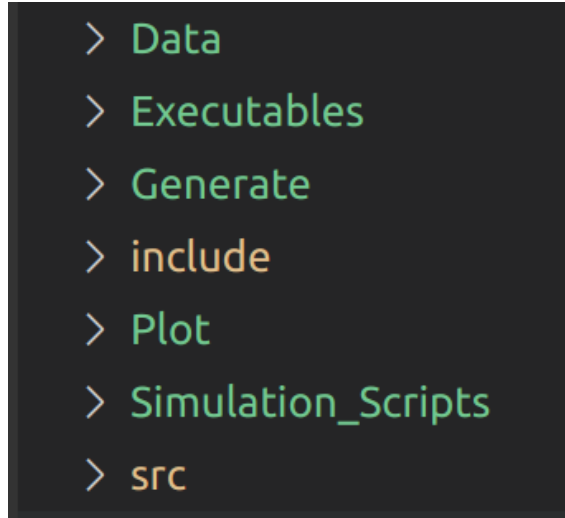 Data
Executables
Generate
include
Plot
Simulation_Scripts
src